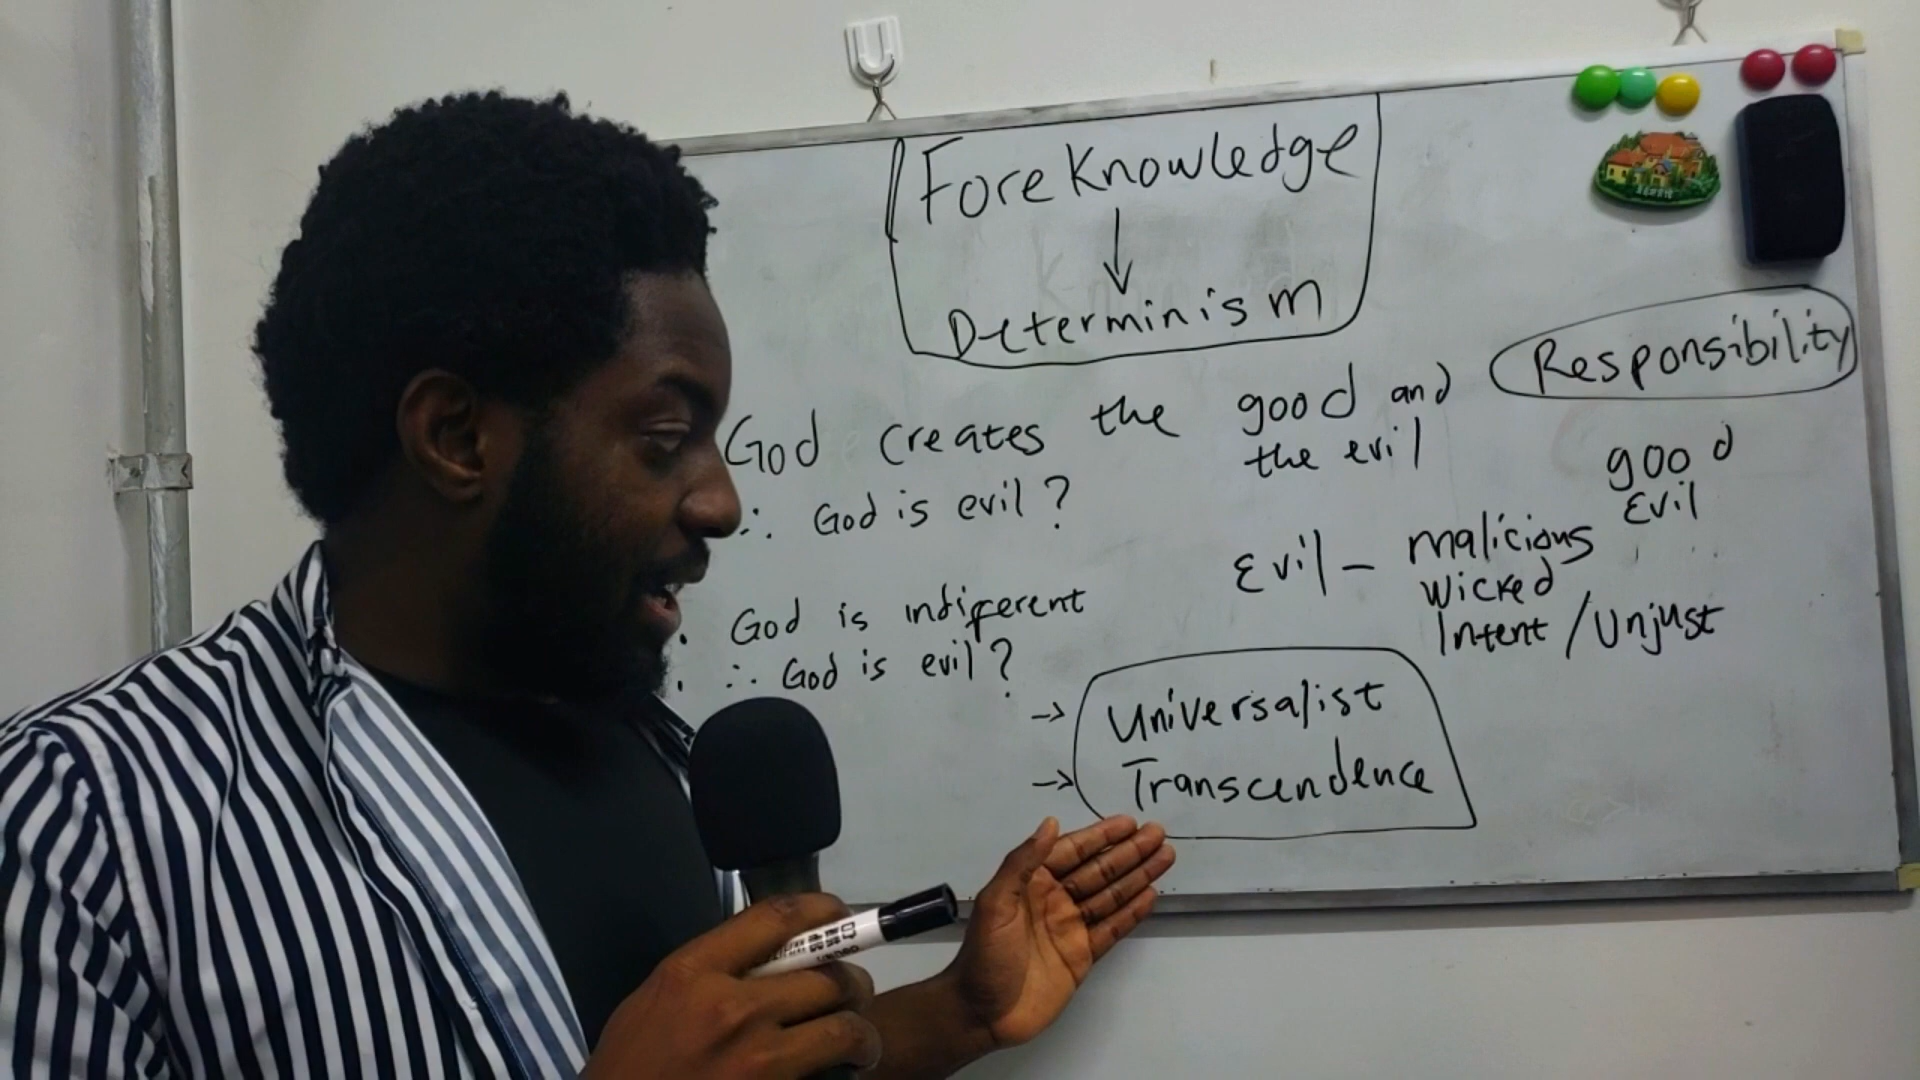 ForeKnowledge
↓
Determinism
Responsibility
God creates the good and
the evil
∴ God is evil?
good
Evil
Evil – malicious
wicked
Intent / Unjust
God is indifferent
∴ God is evil?
→ Universalist
→ Transcendence